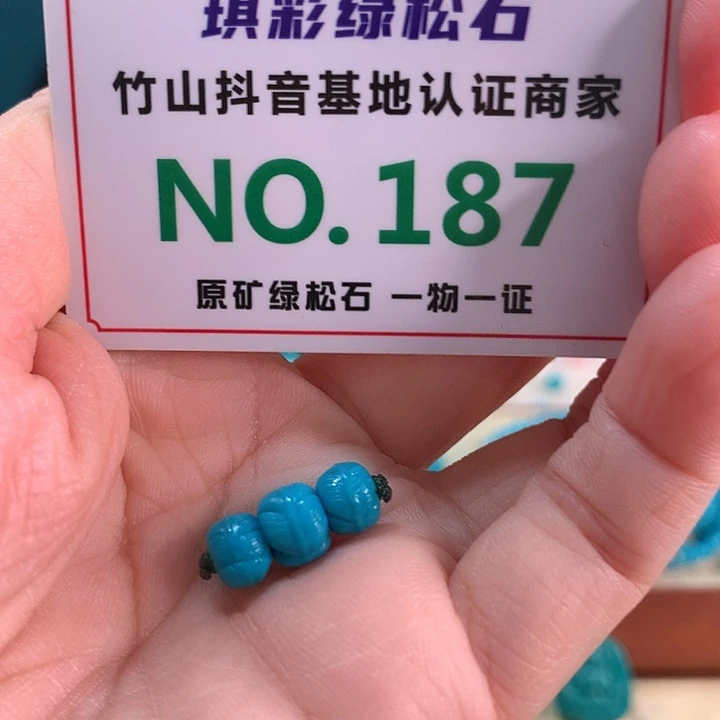 琪彩绿松石
竹山抖音基地认证商家
NO.187
原矿绿松石 一物一证